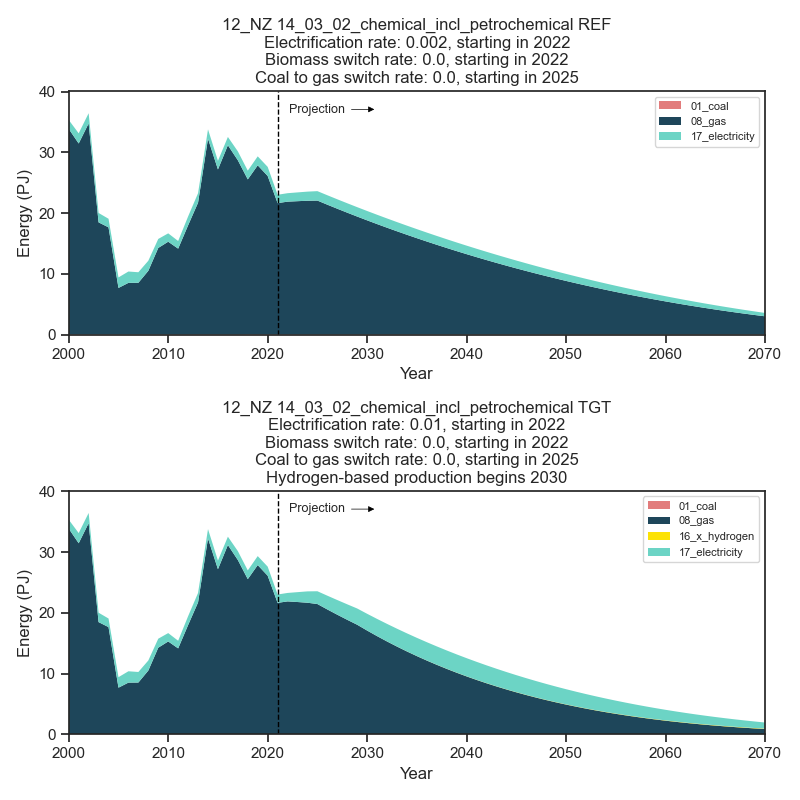 12_NZ 14_03_02_chemical_incl_petrochemical REF
Electrification rate: 0.002, starting in 2022
Biomass switch rate: 0.0, starting in 2022
Coal to gas switch rate: 0.0, starting in 2025
40
30
20
10
0
Energy (PJ)
Projection
01_coal
08_gas
17_electricity
2000 2010 2020 2030 2040 2050 2060 2070
Year
12_NZ 14_03_02_chemical_incl_petrochemical TGT
Electrification rate: 0.01, starting in 2022
Biomass switch rate: 0.0, starting in 2022
Coal to gas switch rate: 0.0, starting in 2025
Hydrogen-based production begins 2030
40
30
20
10
0
Energy (PJ)
Projection
01_coal
08_gas
16_x_hydrogen
17_electricity
2000 2010 2020 2030 2040 2050 2060 2070
Year